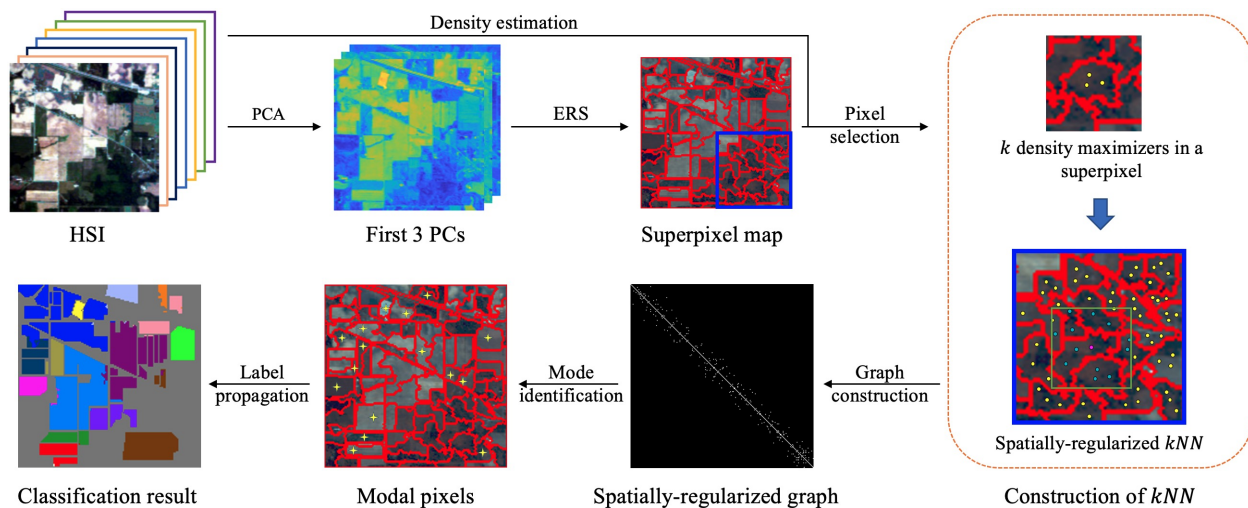 Density estimation
PCA
ERS
Pixel
selection
k density maximizers in a
superpixel
HSI
First 3 PCs
Superpixel map
Label
propagation
Mode
identification
Graph
construction
Spatially-regularized kNN
Classification result
Modal pixels
Spatially-regularized graph
Construction of kNN